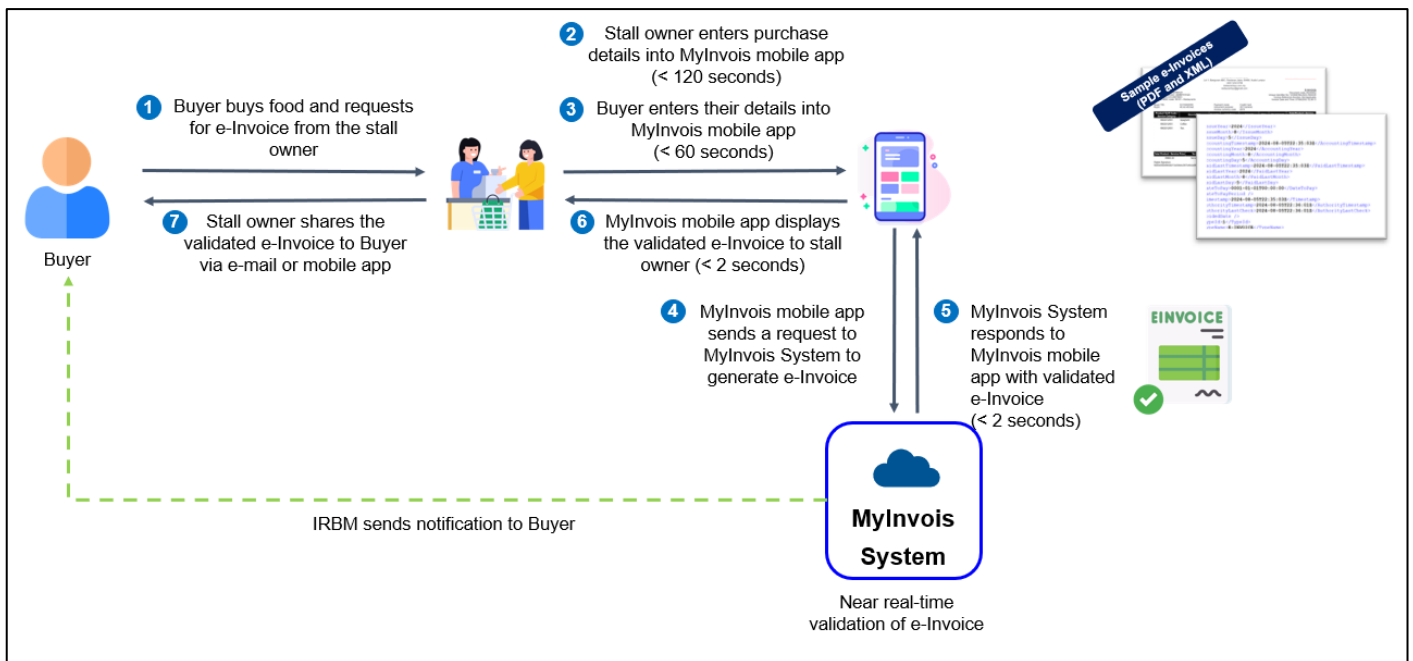 2 Stall owner enters purchase
details into MyInvois mobile app
(< 120 seconds)
1 Buyer buys food and requests
for e-Invoice from the stall
owner
3 Buyer enters their details into
MyInvois mobile app
(< 60 seconds)
Sample e-Invoices
(PDF and XML)
Buyer
7 Stall owner shares the
validated e-Invoice to Buyer
via e-mail or mobile app
6 MyInvois mobile app displays
the validated e-Invoice to stall
owner (< 2 seconds)
4 MyInvois mobile app
sends a request to
MyInvois System to
generate e-Invoice
5 MyInvois System
responds to
MyInvois mobile
app with validated
e-Invoice
(< 2 seconds)
EINVOICE
IRBM sends notification to Buyer
MyInvois
System
Near real-time
validation of e-Invoice